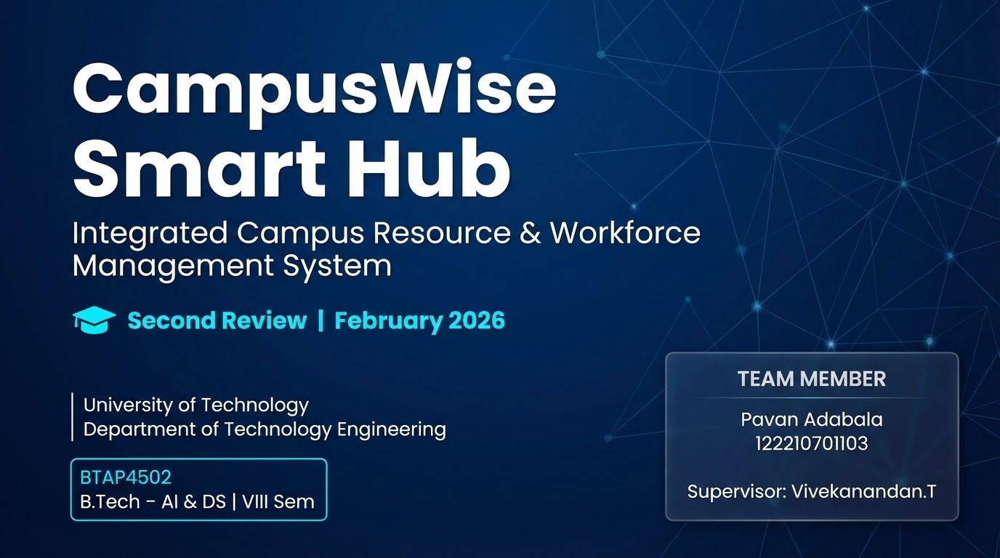 CampusWise
Smart Hub
Integrated Campus Resource & Workforce
Management System
Second Review | February 2026
University of Technology
Department of Technology Engineering
BTAP4502
B.Tech - AI & DS | VIII Sem
TEAM MEMBER
Pavan Adabala
122210701103
Supervisor: Vivekanandan.T